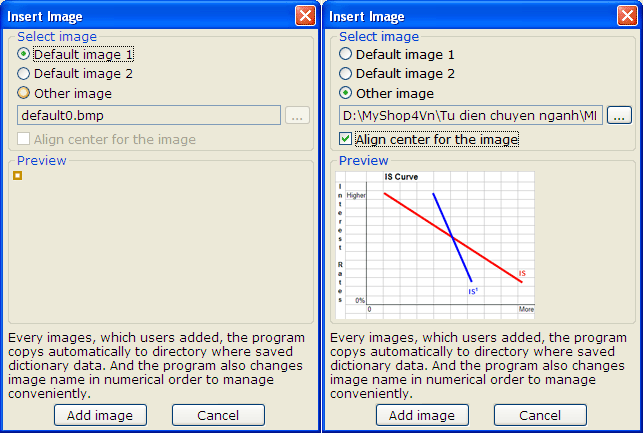 Insert Image
Select image
Default image 1
Default image 2
Other image
default0.bmp
...
Align center for the image
Preview
Every images, which users added, the program
copys automatically to directory where saved
dictionary data. And the program also changes
image name in numerical order to manage
conveniently.
Add image
Cancel
Insert Image
Select image
Default image 1
Default image 2
Other image
D:\MyShop4Vn\Tu dien chuyen nganh\MI
...
Align center for the image
Preview
IS Curve
Interest Rates
Higher
0%
IS
IS¹
0
More
Every images, which users added, the program
copys automatically to directory where saved
dictionary data. And the program also changes
image name in numerical order to manage
conveniently.
Add image
Cancel